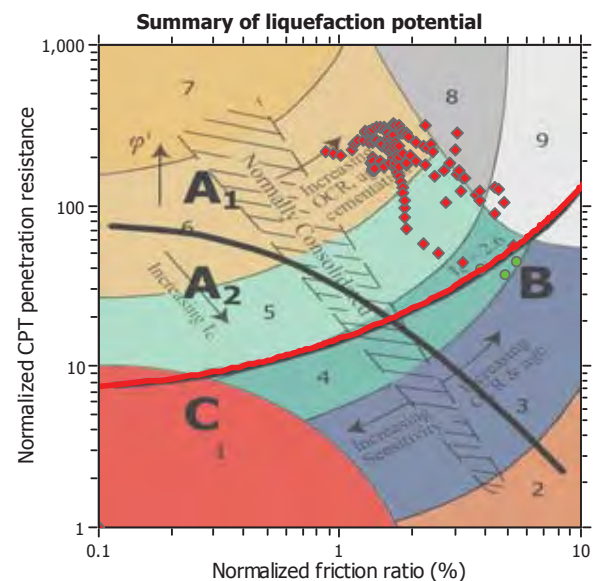 Summary of liquefaction potential
Normalized CPT penetration resistance
1,000
100
10
1
7
8
9
φ'
A1
Increasing
OCR, age
cementation
Normally Consolidated
6
A2
Increasing Ic
5
B
4
Increasing
OCR & age
3
C
1
Increasing
Sensitivity
2
0.1
1
10
Normalized friction ratio (%)